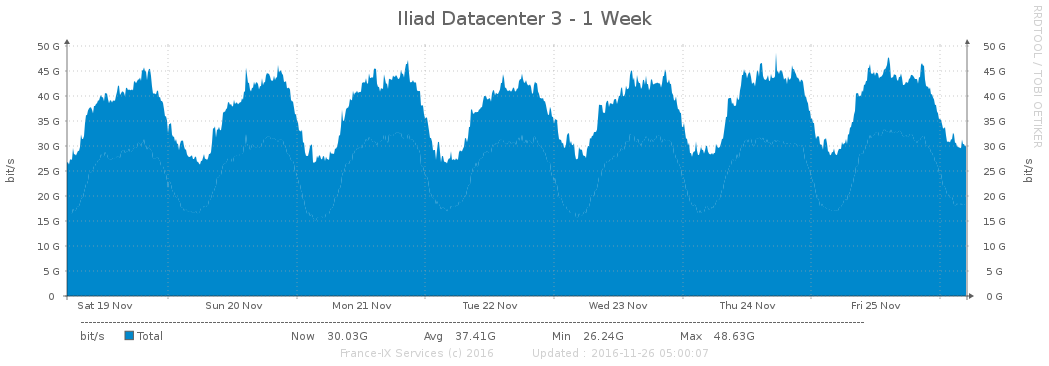 Iliad Datacenter 3 - 1 Week
RRDTOOL / TOBI OETIKER
bit/s
50 G 50 G
45 G 45 G
40 G 40 G
35 G 35 G
30 G 30 G
25 G 25 G
20 G 20 G
15 G 15 G
10 G 10 G
5 G 5 G
0 0 G
bit/s
Sat 19 Nov Sun 20 Nov Mon 21 Nov Tue 22 Nov Wed 23 Nov Thu 24 Nov Fri 25 Nov
bit/s Total Now 30.03G Avg 37.41G Min 26.24G Max 48.63G
France-IX Services (c) 2016 Updated : 2016-11-26 05:00:07